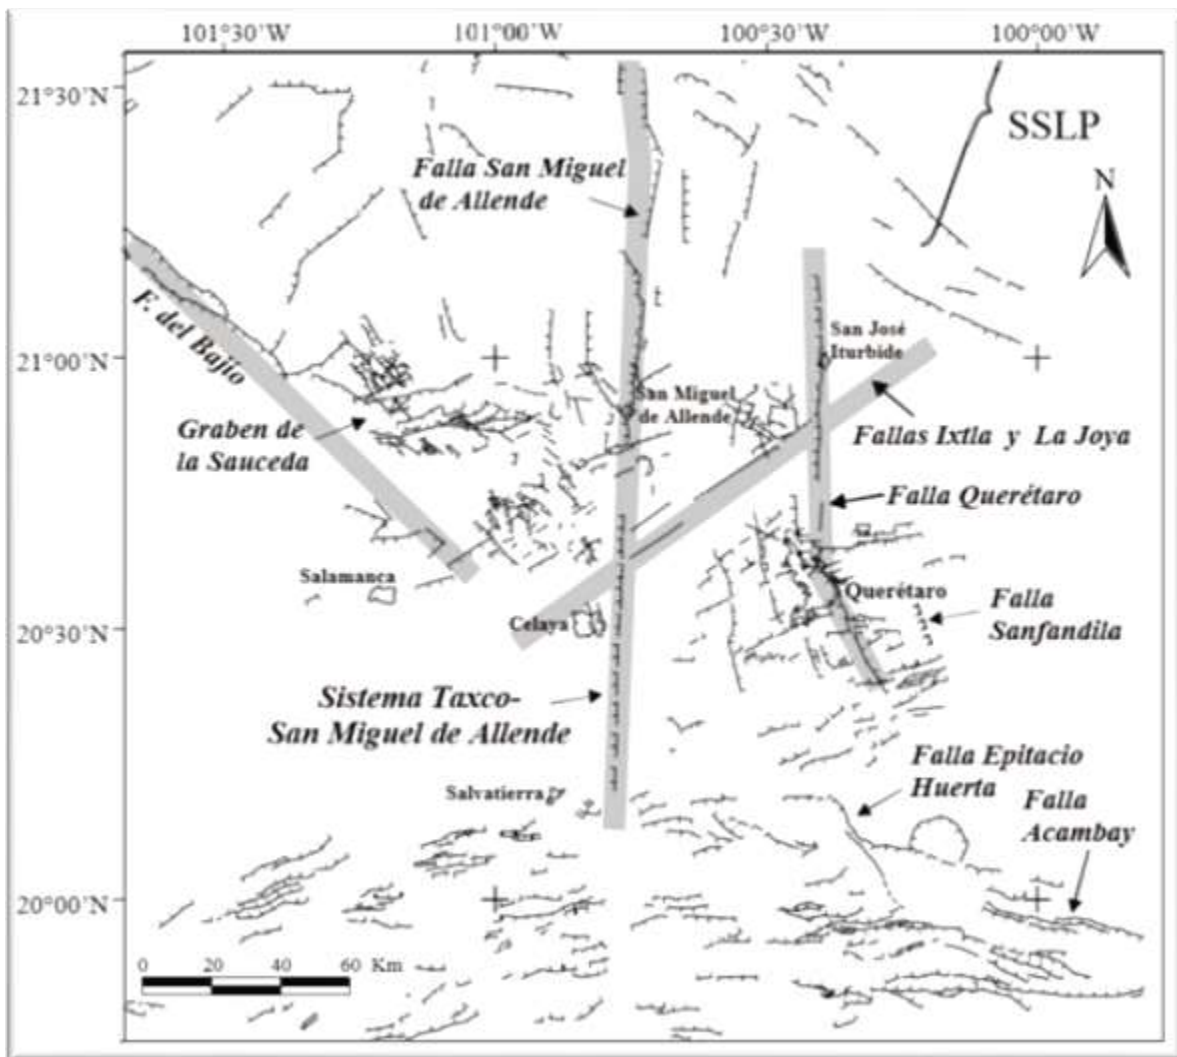 101°30'W 101°00'W 100°30'W 100°00'W
21°30'N
SSLP
Falla San Miguel
de Allende
N
F. del Bajío
San José
Iturbide
21°00'N
San Miguel
de Allende
Graben de
la Sauceda
Fallas Ixtla y La Joya
Falla Querétaro
Salamanca
Querétaro
Falla
Sanfandila
Celaya
20°30'N
Sistema Taxco-
San Miguel de Allende
Falla Epitacio
Huerta
Salvatierra
Falla
Acambay
20°00'N
0 20 40 60 Km